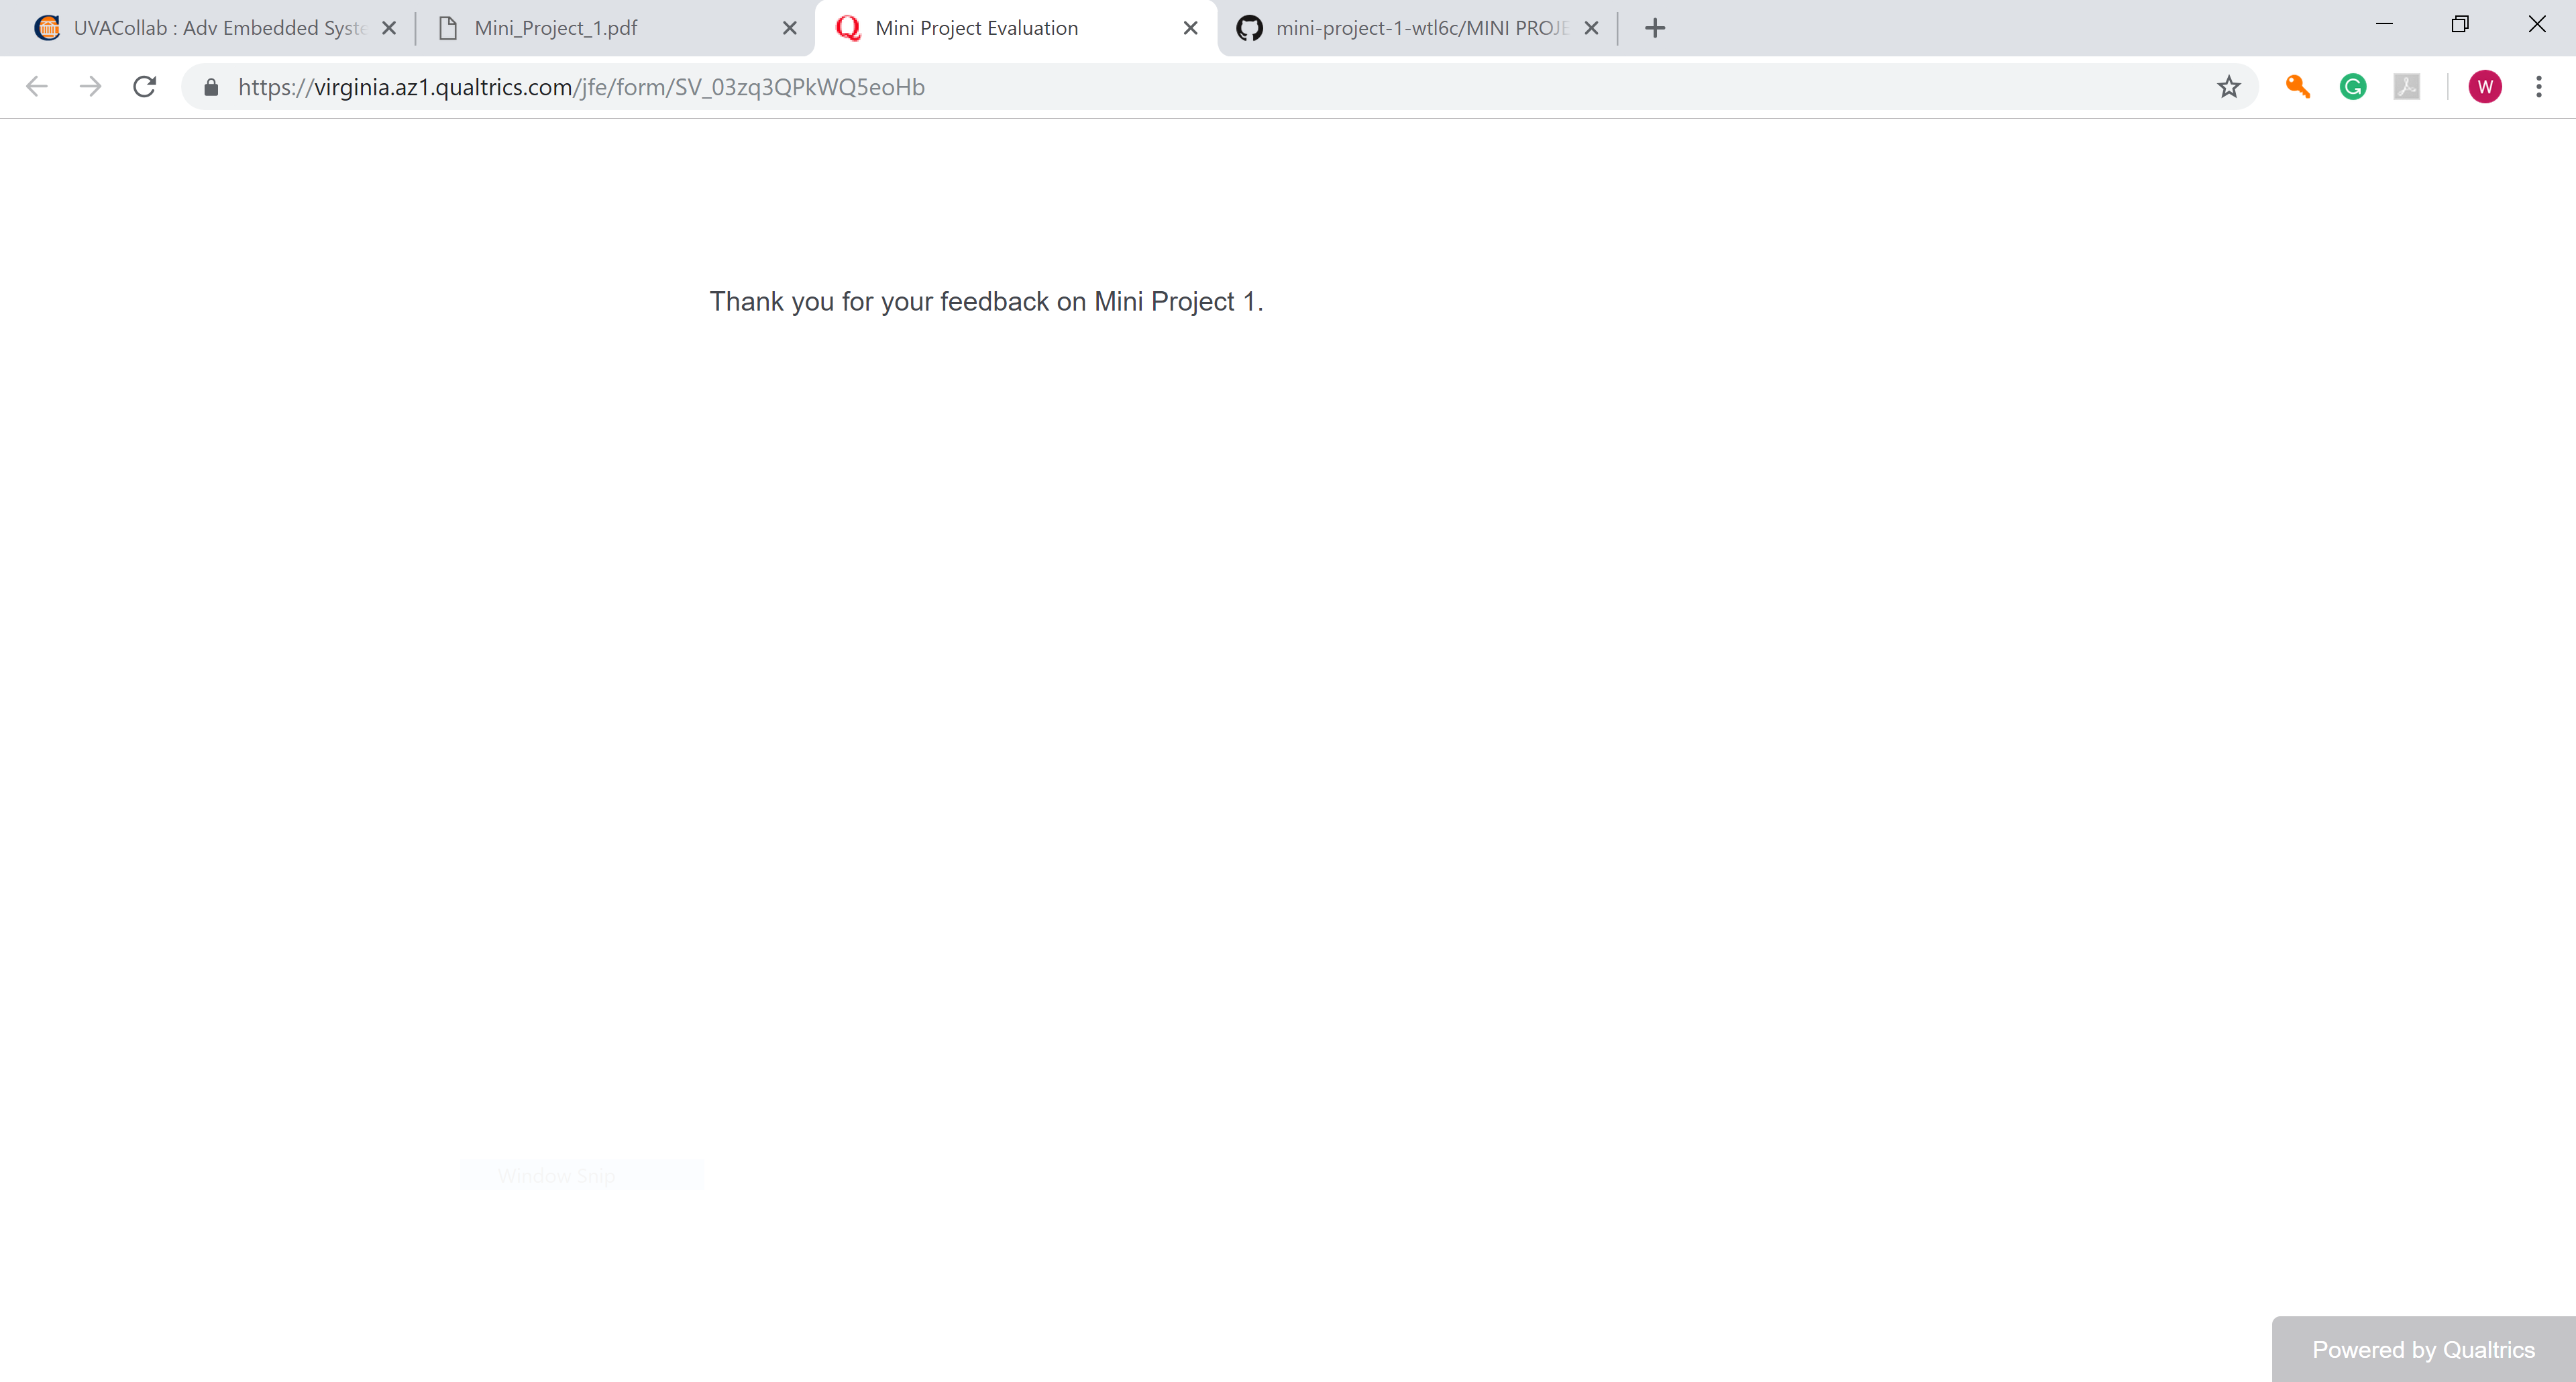 UVACollab : Adv Embedded Syste
Mini_Project_1.pdf
Mini Project Evaluation
mini-project-1-wtl6c/MINI PROJE
https://virginia.az1.qualtrics.com/jfe/form/SV_03zq3QPkWQ5eoHb
W
Thank you for your feedback on Mini Project 1.
Window Snip
Powered by Qualtrics